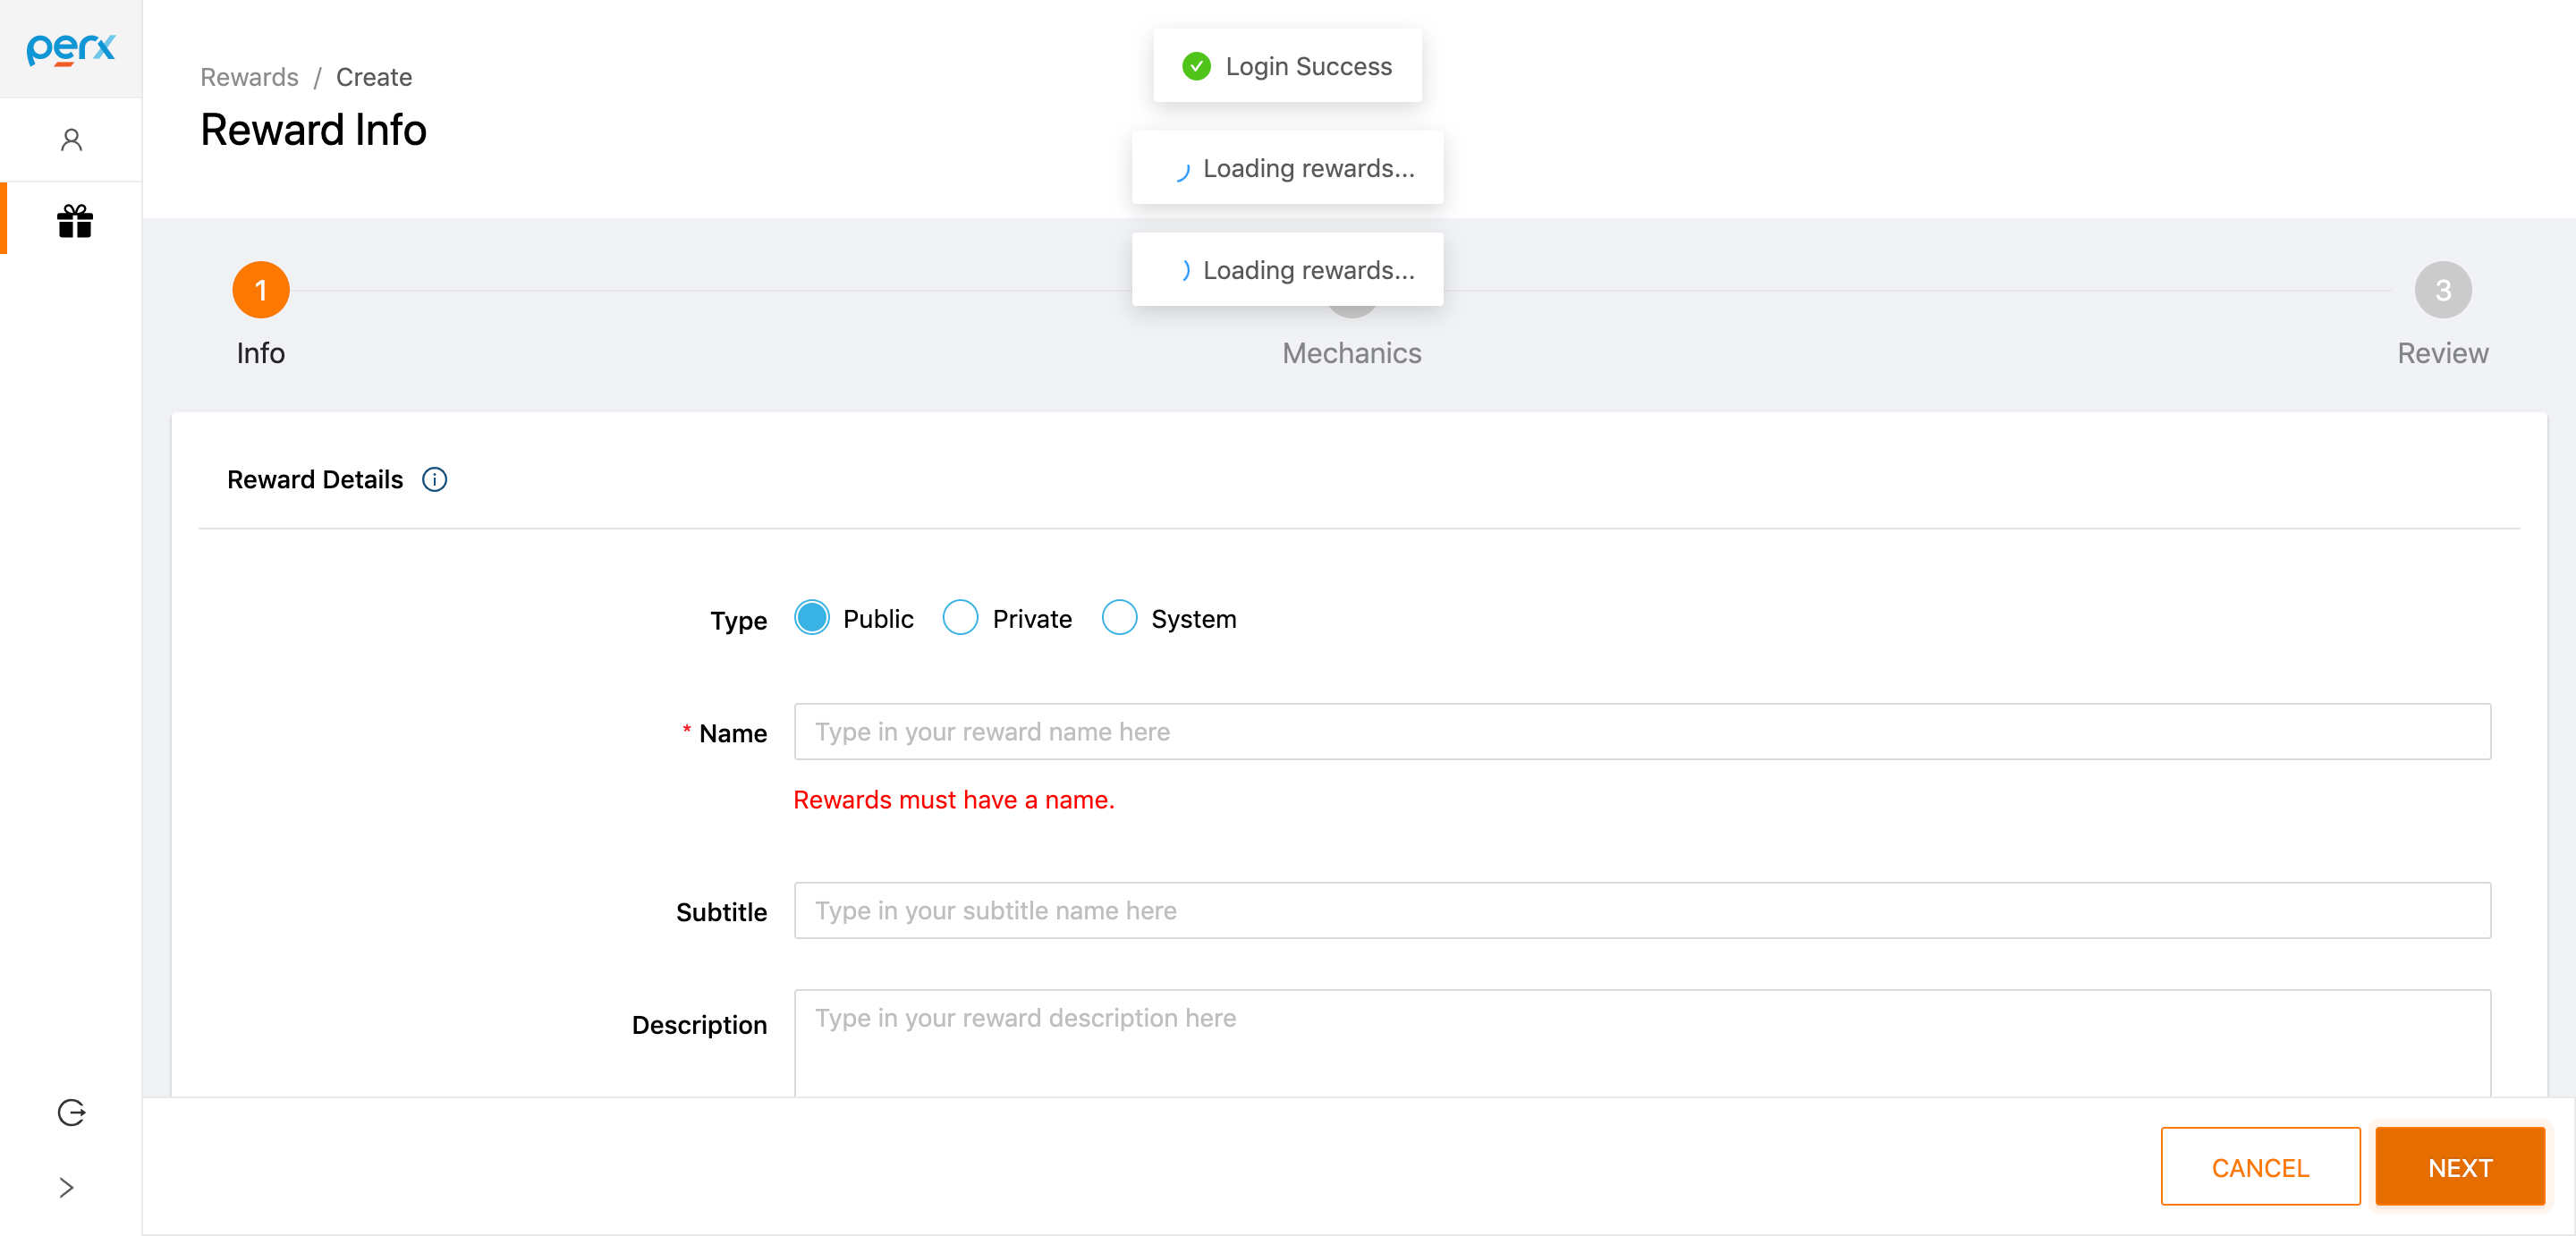 perx
Rewards / Create
Reward Info
Login Success
Loading rewards...
Loading rewards...
1
3
Info
Mechanics
Review
Reward Details
Type
Public
Private
System
* Name
Type in your reward name here
Rewards must have a name.
Subtitle
Type in your subtitle name here
Description
Type in your reward description here
CANCEL
NEXT